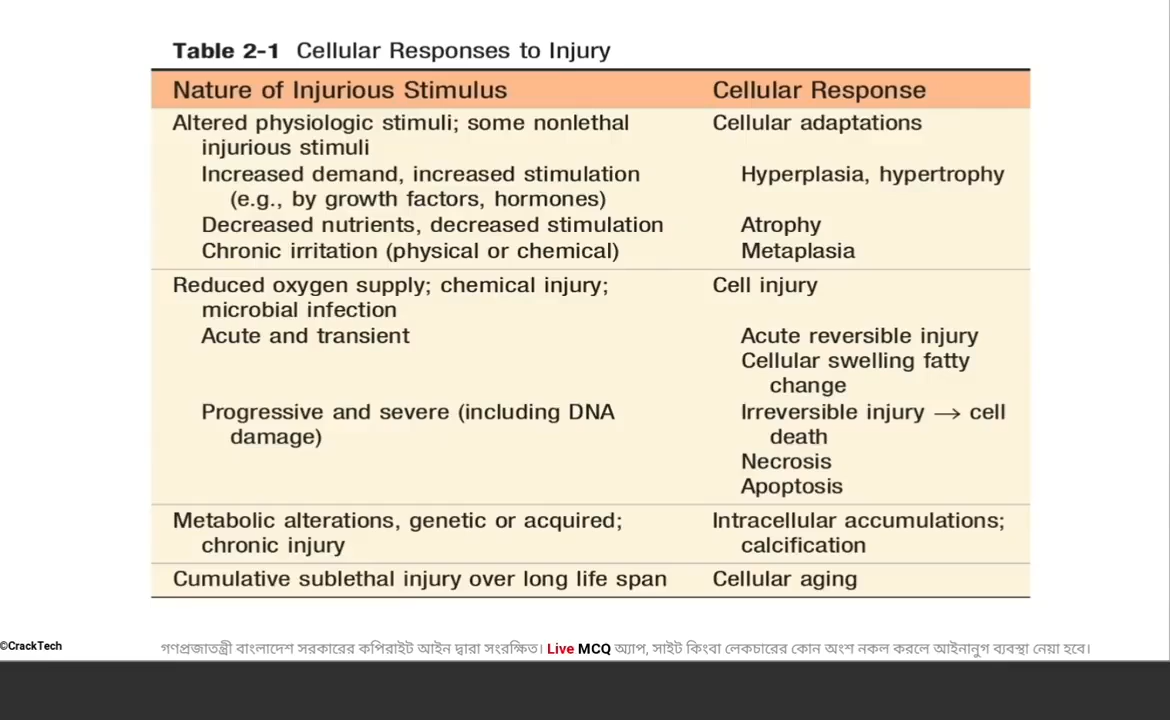 Table 2-1 Cellular Responses to Injury
Nature of Injurious Stimulus Cellular Response
Altered physiologic stimuli; some nonlethal Cellular adaptations
injurious stimuli
Increased demand, increased stimulation Hyperplasia, hypertrophy
(e.g., by growth factors, hormones)
Decreased nutrients, decreased stimulation Atrophy
Chronic irritation (physical or chemical) Metaplasia
Reduced oxygen supply; chemical injury; Cell injury
microbial infection
Acute and transient Acute reversible injury
Cellular swelling fatty
change
Progressive and severe (including DNA Irreversible injury → cell
damage) death
Necrosis
Apoptosis
Metabolic alterations, genetic or acquired; Intracellular accumulations;
chronic injury calcification
Cumulative sublethal injury over long life span Cellular aging
©CrackTech গণপ্রজাতন্ত্রী বাংলাদেশ সরকারের কপিরাইট আইন দ্বারা সংরক্ষিত। Live MCQ অ্যাপ, সাইট কিংবা লেকচারের কোন অংশ নকল করলে আইনানুগ ব্যবস্থা নেয়া হবে।